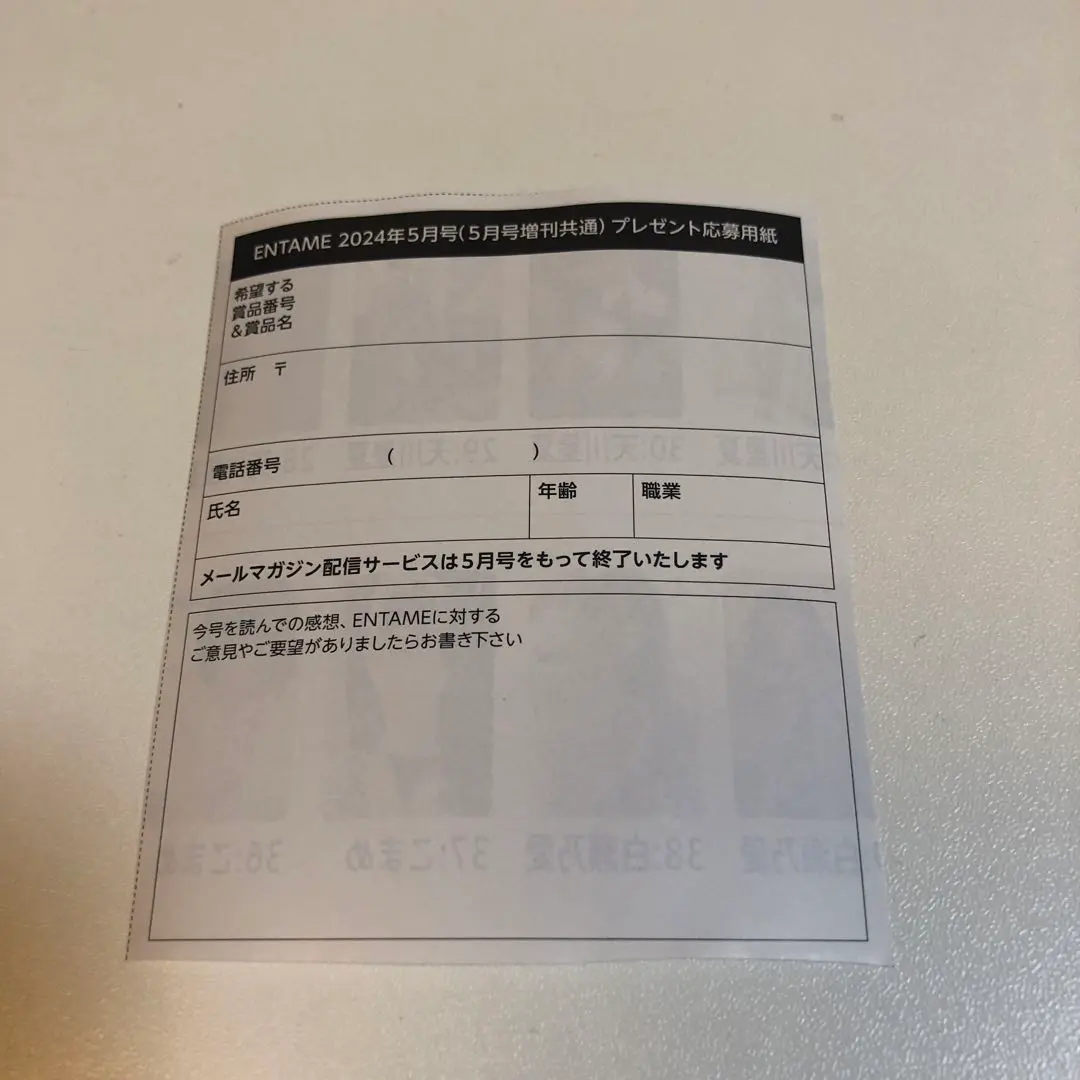 ENTAME 2024年5月号(5月号増刊共通) プレゼント応募用紙
希望する
賞品番号
&賞品名
住所 〒
電話番号 ( )
氏名
年齢
職業
メールマガジン配信サービスは5月号をもって終了いたします
今号を読んでの感想、ENTAMEに対する
ご意見やご要望がありましたらお書き下さい